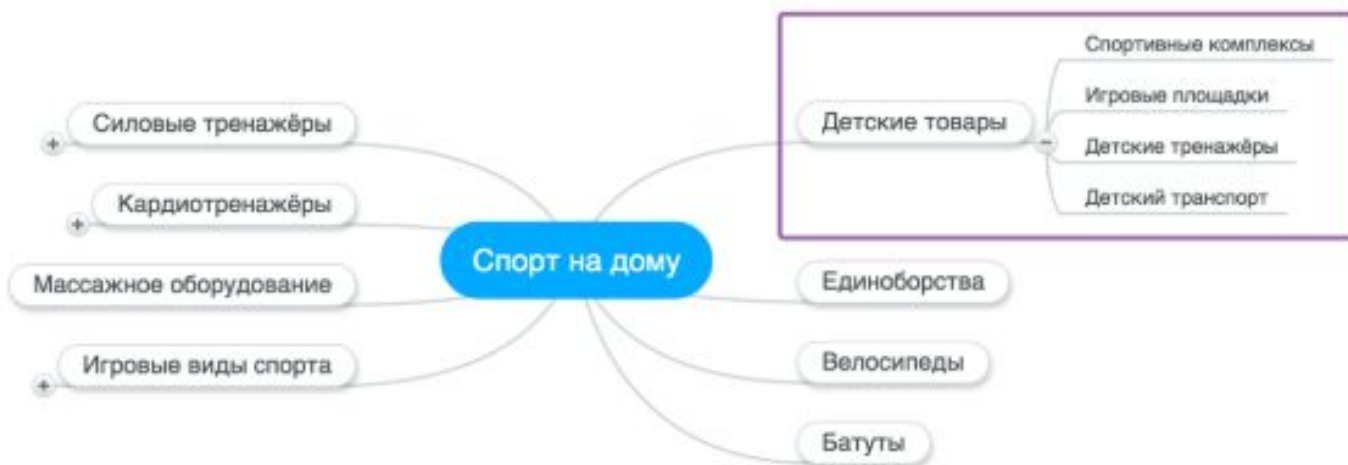 Силовые тренажёры
Кардиотренажёры
Массажное оборудование
Игровые виды спорта
Спорт на дому
Детские товары
Спортивные комплексы
Игровые площадки
Детские тренажёры
Детский транспорт
Единоборства
Велосипеды
Батуты